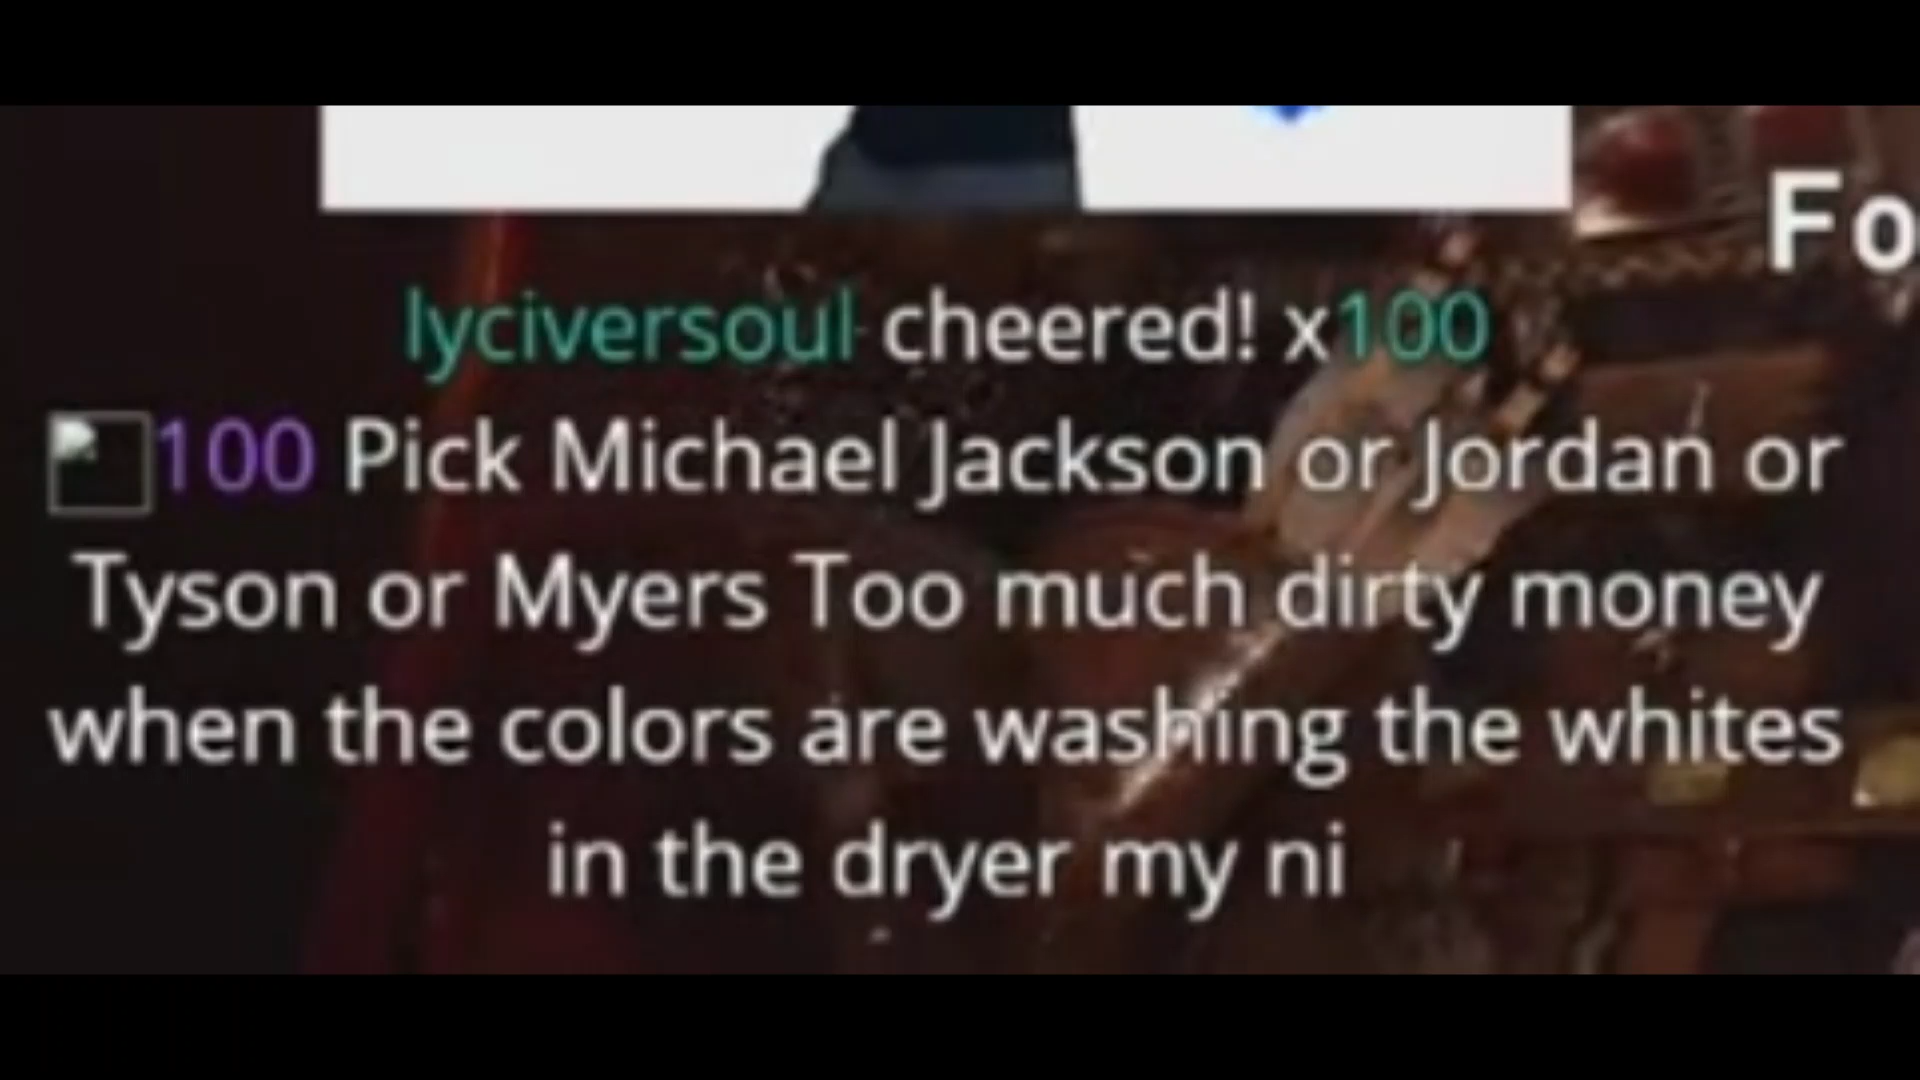 Fo
lyciversoul cheered! x100
100 Pick Michael Jackson or Jordan or
Tyson or Myers Too much dirty money
when the colors are washing the whites
in the dryer my ni